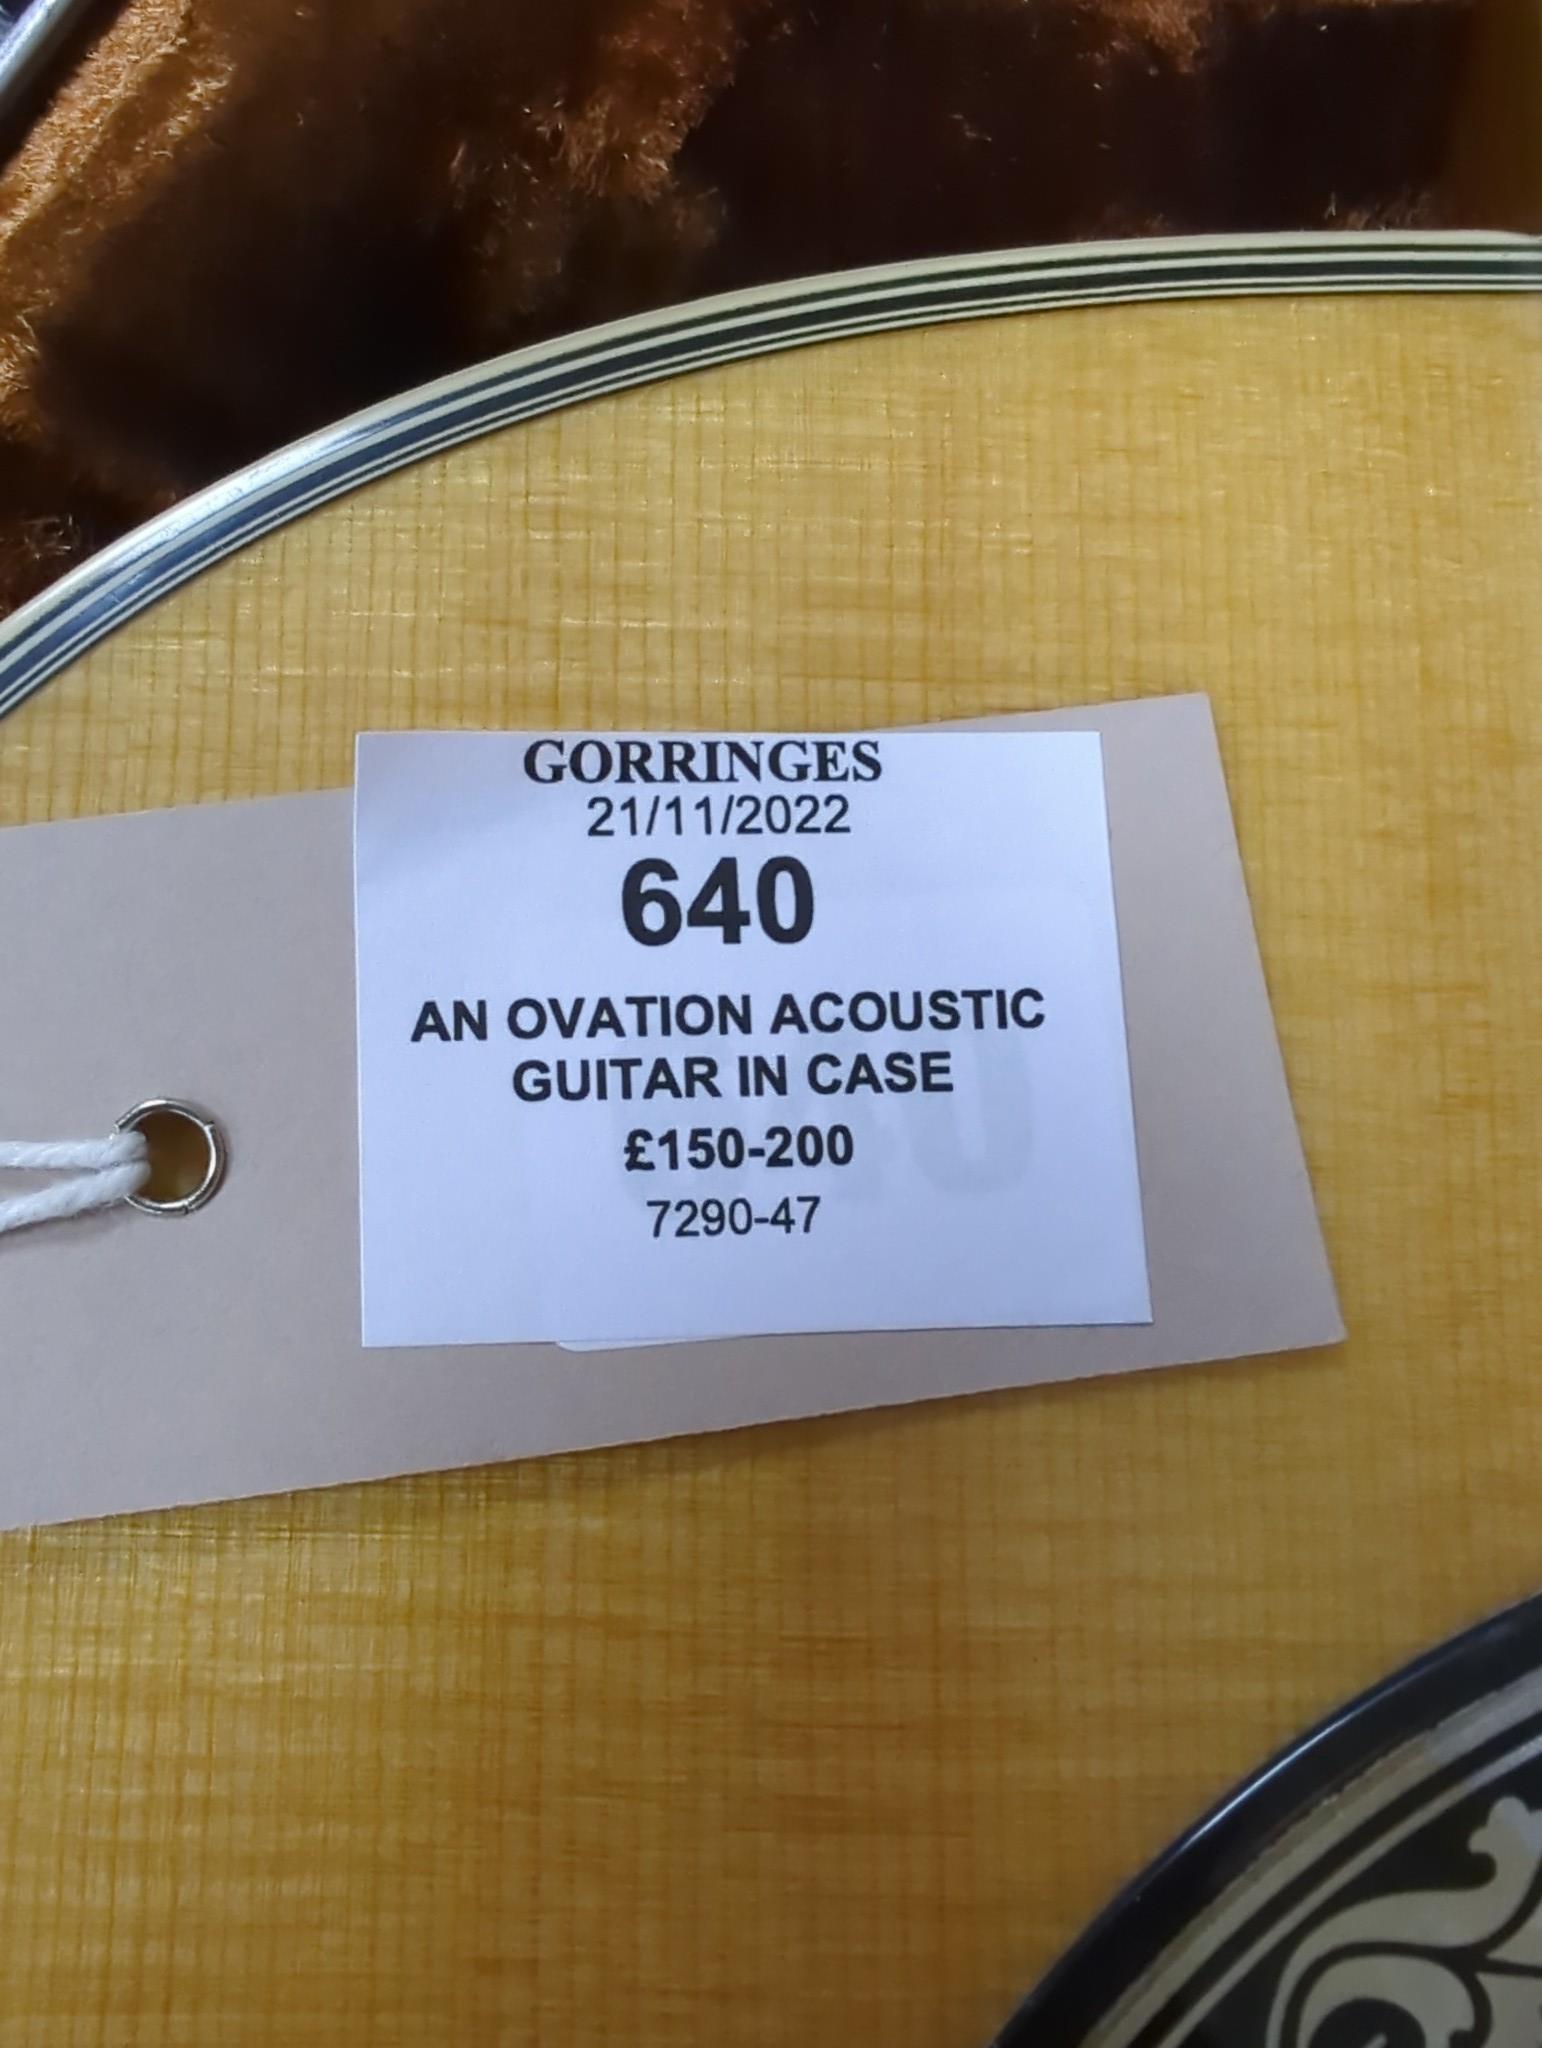 GORRINGES
21/11/2022
640
AN OVATION ACOUSTIC
GUITAR IN CASE
£150-200
7290-47